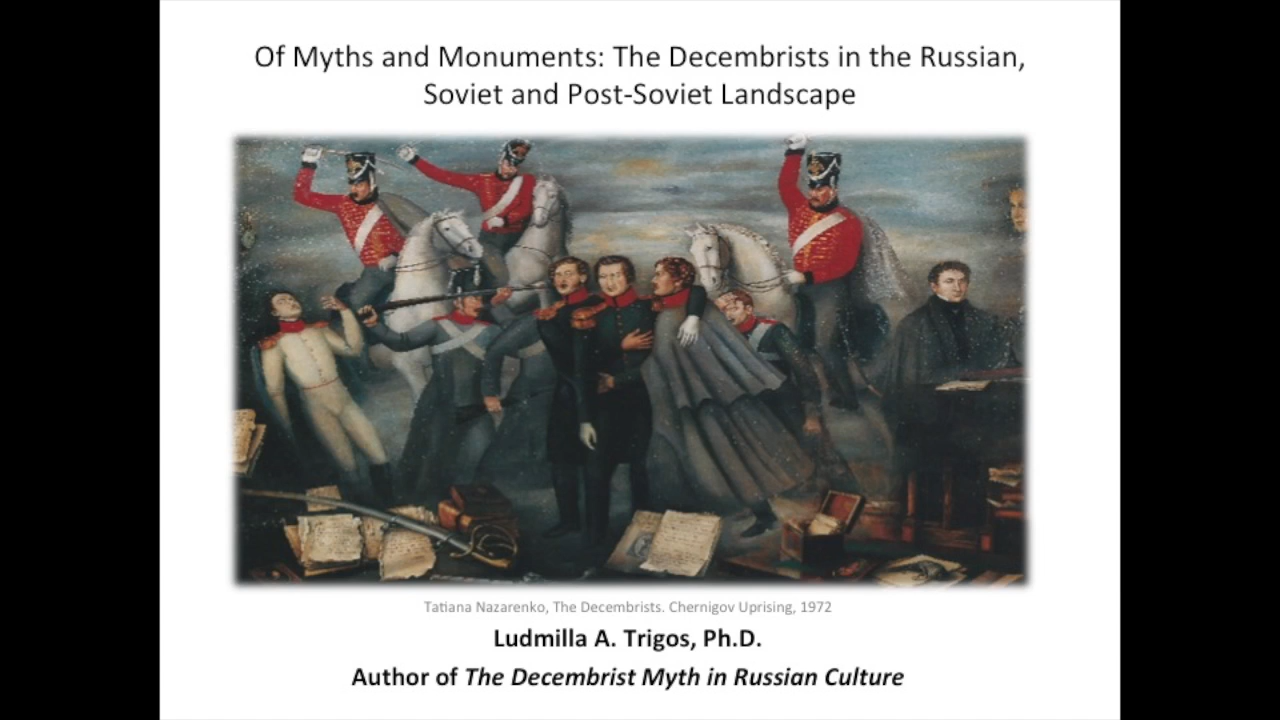 Of Myths and Monuments: The Decembrists in the Russian,
Soviet and Post-Soviet Landscape
Tatiana Nazarenko, The Decembrists. Chernigov Uprising, 1972
Ludmilla A. Trigos, Ph.D.
Author of The Decembrist Myth in Russian Culture